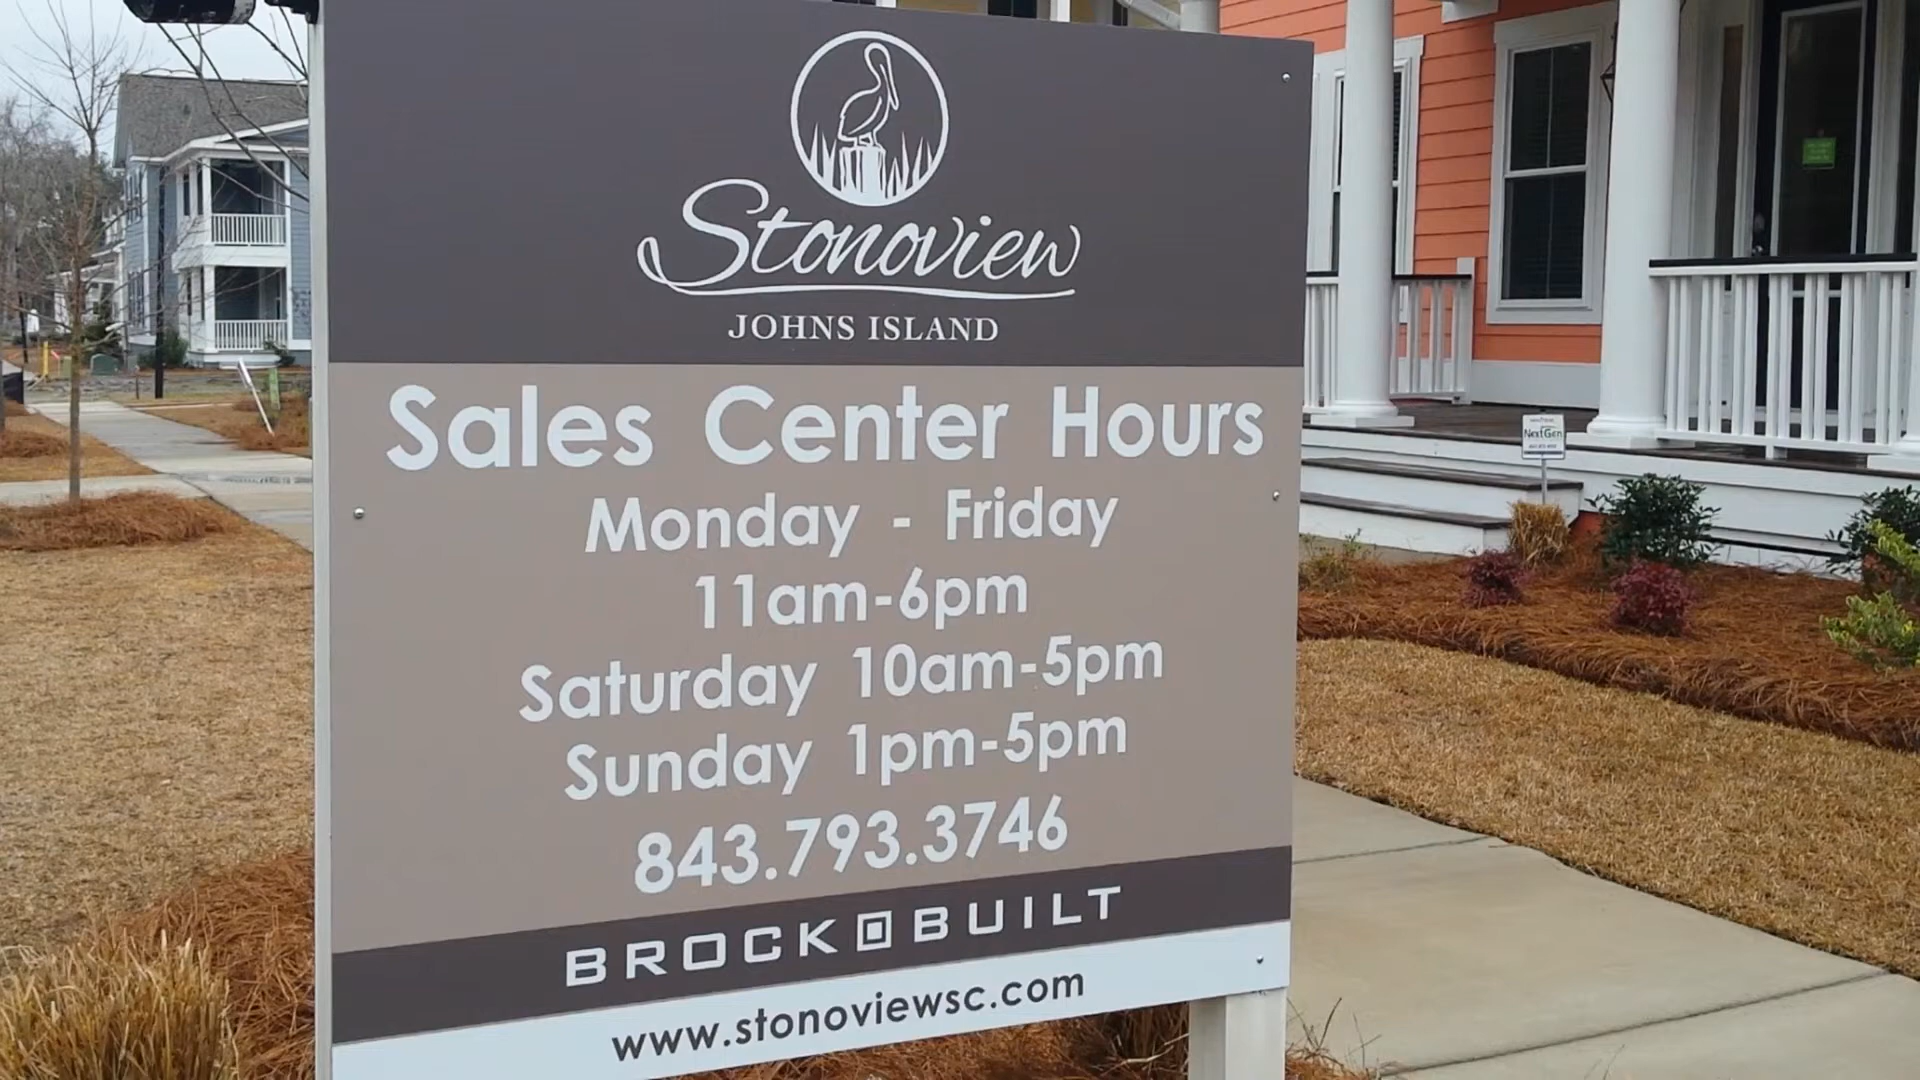 Stonoview
JOHNS ISLAND
Sales Center Hours
Monday - Friday
11am-6pm
Saturday 10am-5pm
Sunday 1pm-5pm
843.793.3746
BROCK BUILT
www.stonoviewsc.com
NextGen